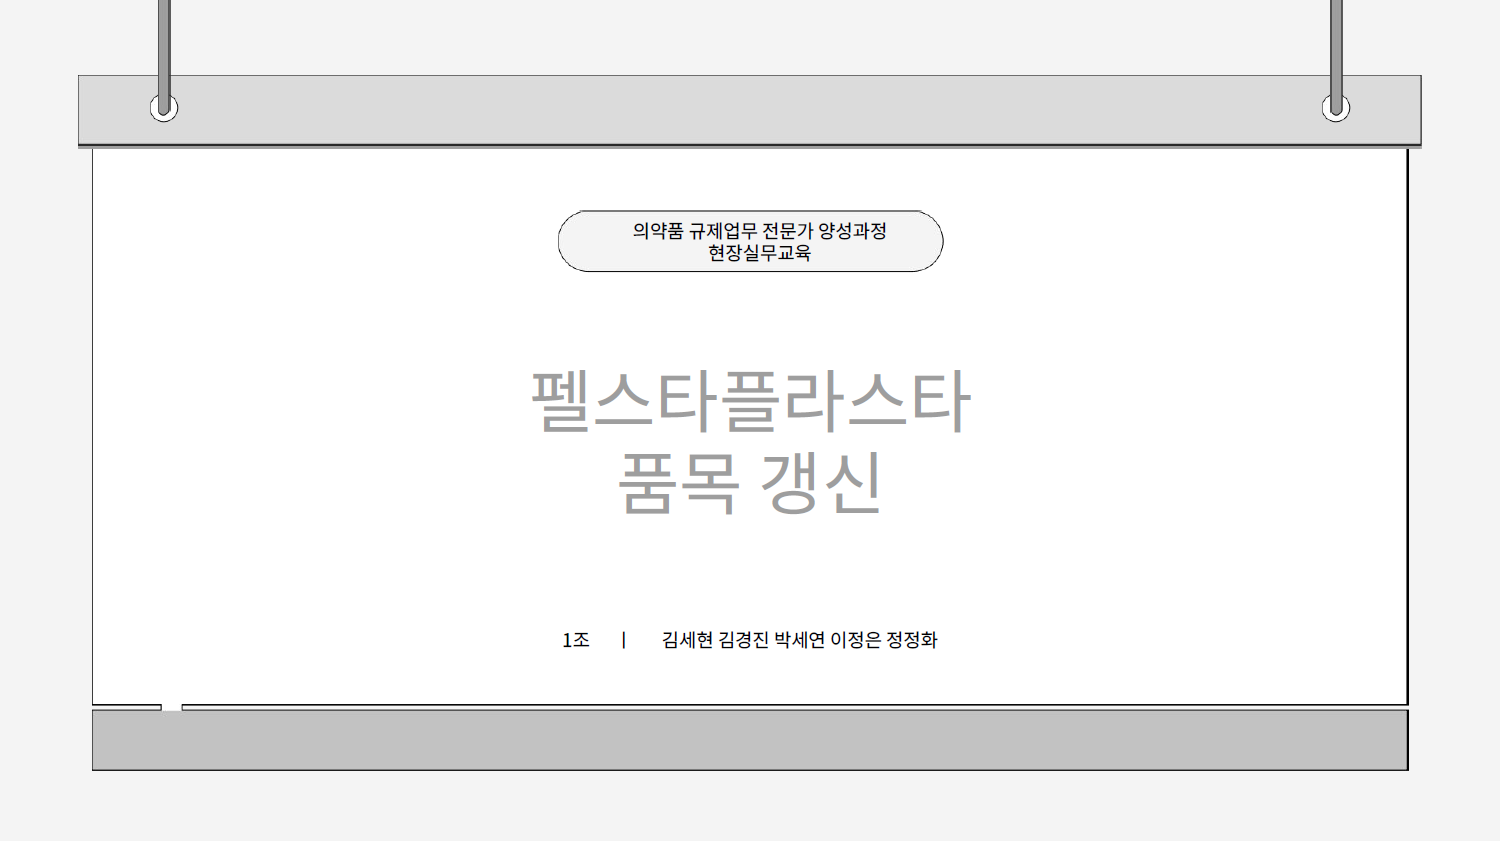 의약품 규제업무 전문가 양성과정
현장실무교육
펠스타플라스타
품목 갱신
1조 ㅣ 김세현 김경진 박세연 이정은 정정화